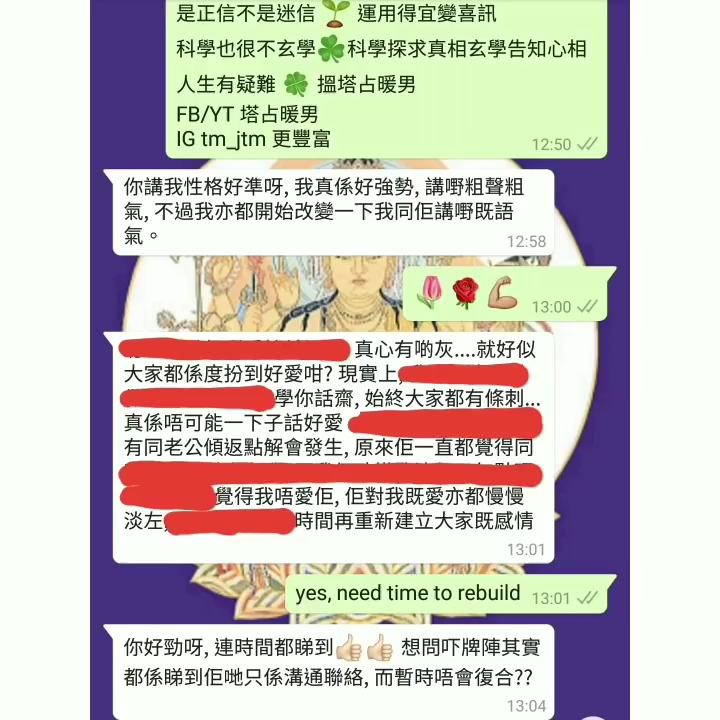 是正信不是迷信🌱運用得宜變喜訊
科學也很不玄學🍀科學探求真相玄學告知心相
人生有疑難 🍀 搵塔占暖男
FB/YT 塔占暖男
IG tm_jtm 更豐富
12:50
你講我性格好準呀, 我真係好強勢, 講嘢粗聲粗
氣, 不過我亦都開始改變一下我同佢講嘢既語
氣。
12:58
🌷🌹💪🏻
13:00
真心有啲灰....就好似
大家都係度扮到好愛咁? 現實上,
學你話齋, 始終大家都有條刺...
真係唔可能一下子話好愛
有同老公傾返點解會發生, 原來佢一直都覺得同
覺得我唔愛佢, 佢對我既愛亦都慢慢
淡左,
時間再重新建立大家既感情
13:01
yes, need time to rebuild
13:01
你好勁呀, 連時間都睇到👍🏻👍🏻 想問吓牌陣其實
都係睇到佢哋只係溝通聯絡, 而暫時唔會復合??
13:04